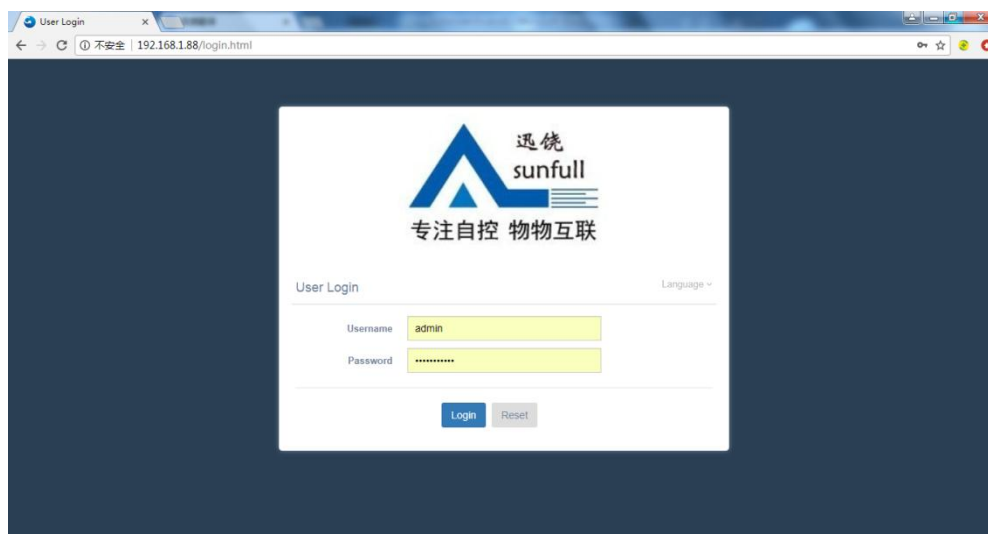 User Login
不安全 | 192.168.1.88/login.html
迅饶
sunfull
专注自控 物物互联
User Login
Language
Username admin
Password •••••••••••
Login Reset